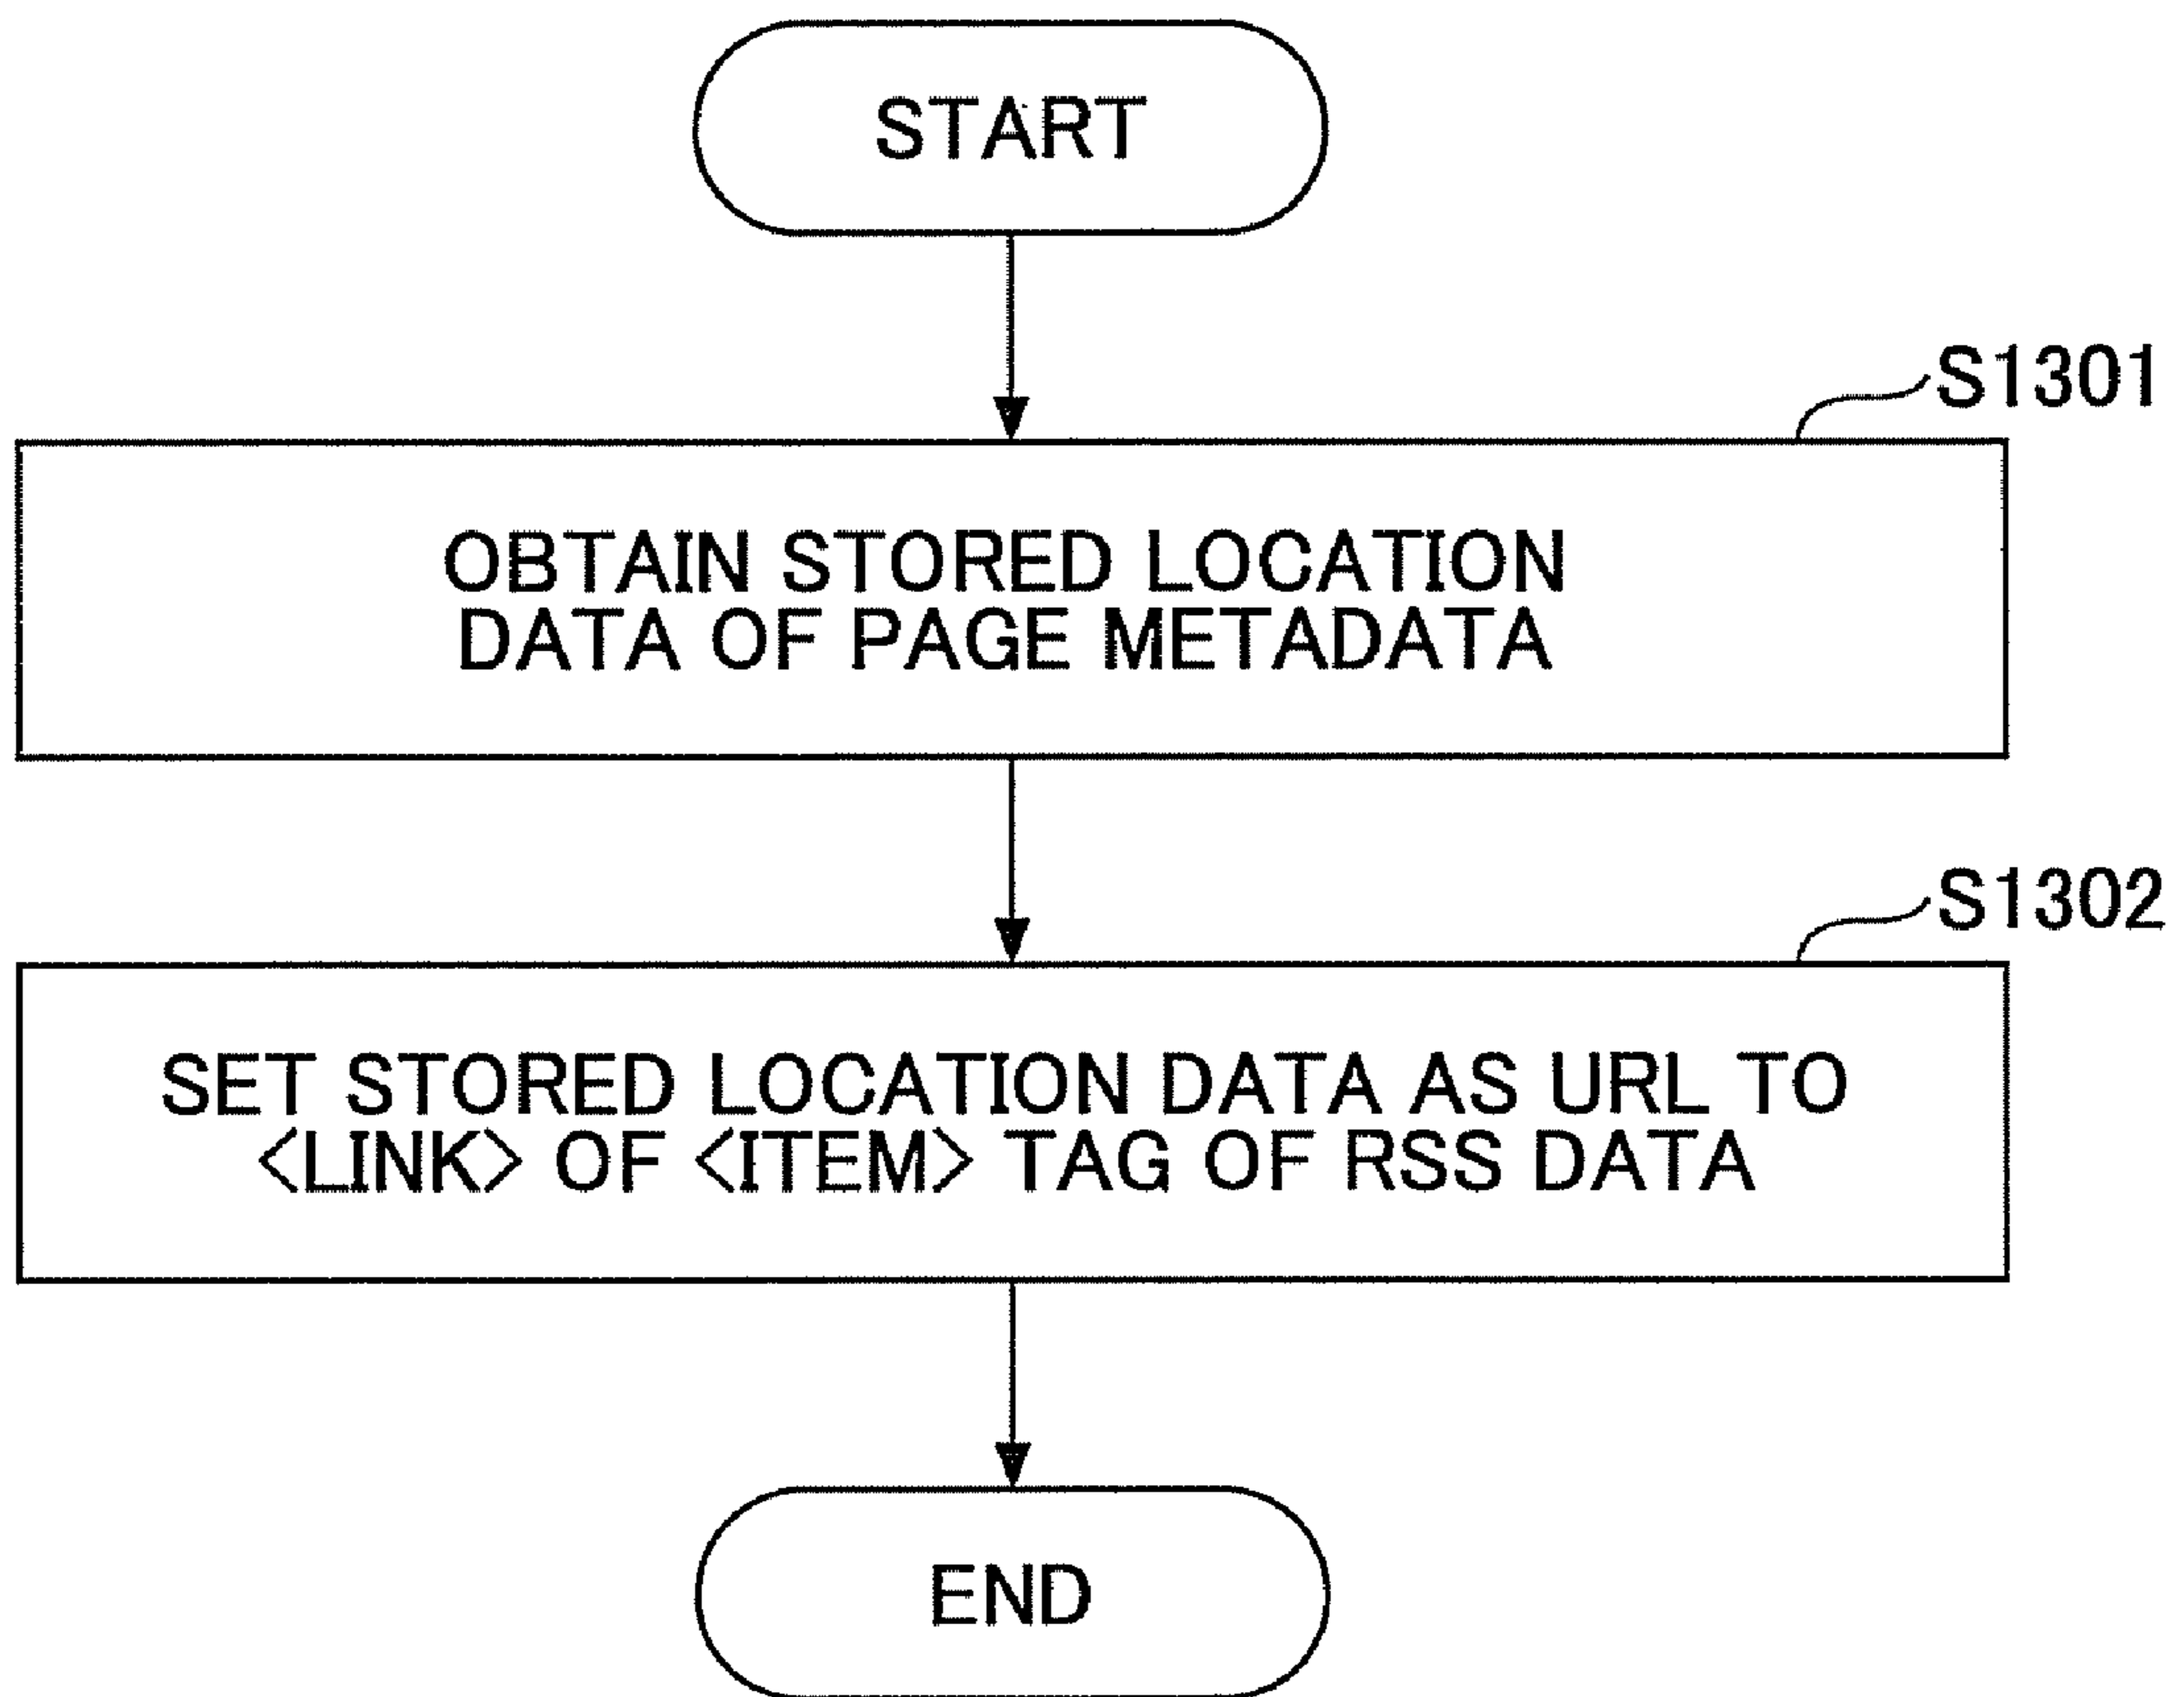 START
S1301
OBTAIN STORED LOCATION
DATA OF PAGE METADATA
S1302
SET STORED LOCATION DATA AS URL TO
<LINK> OF <ITEM> TAG OF RSS DATA
END